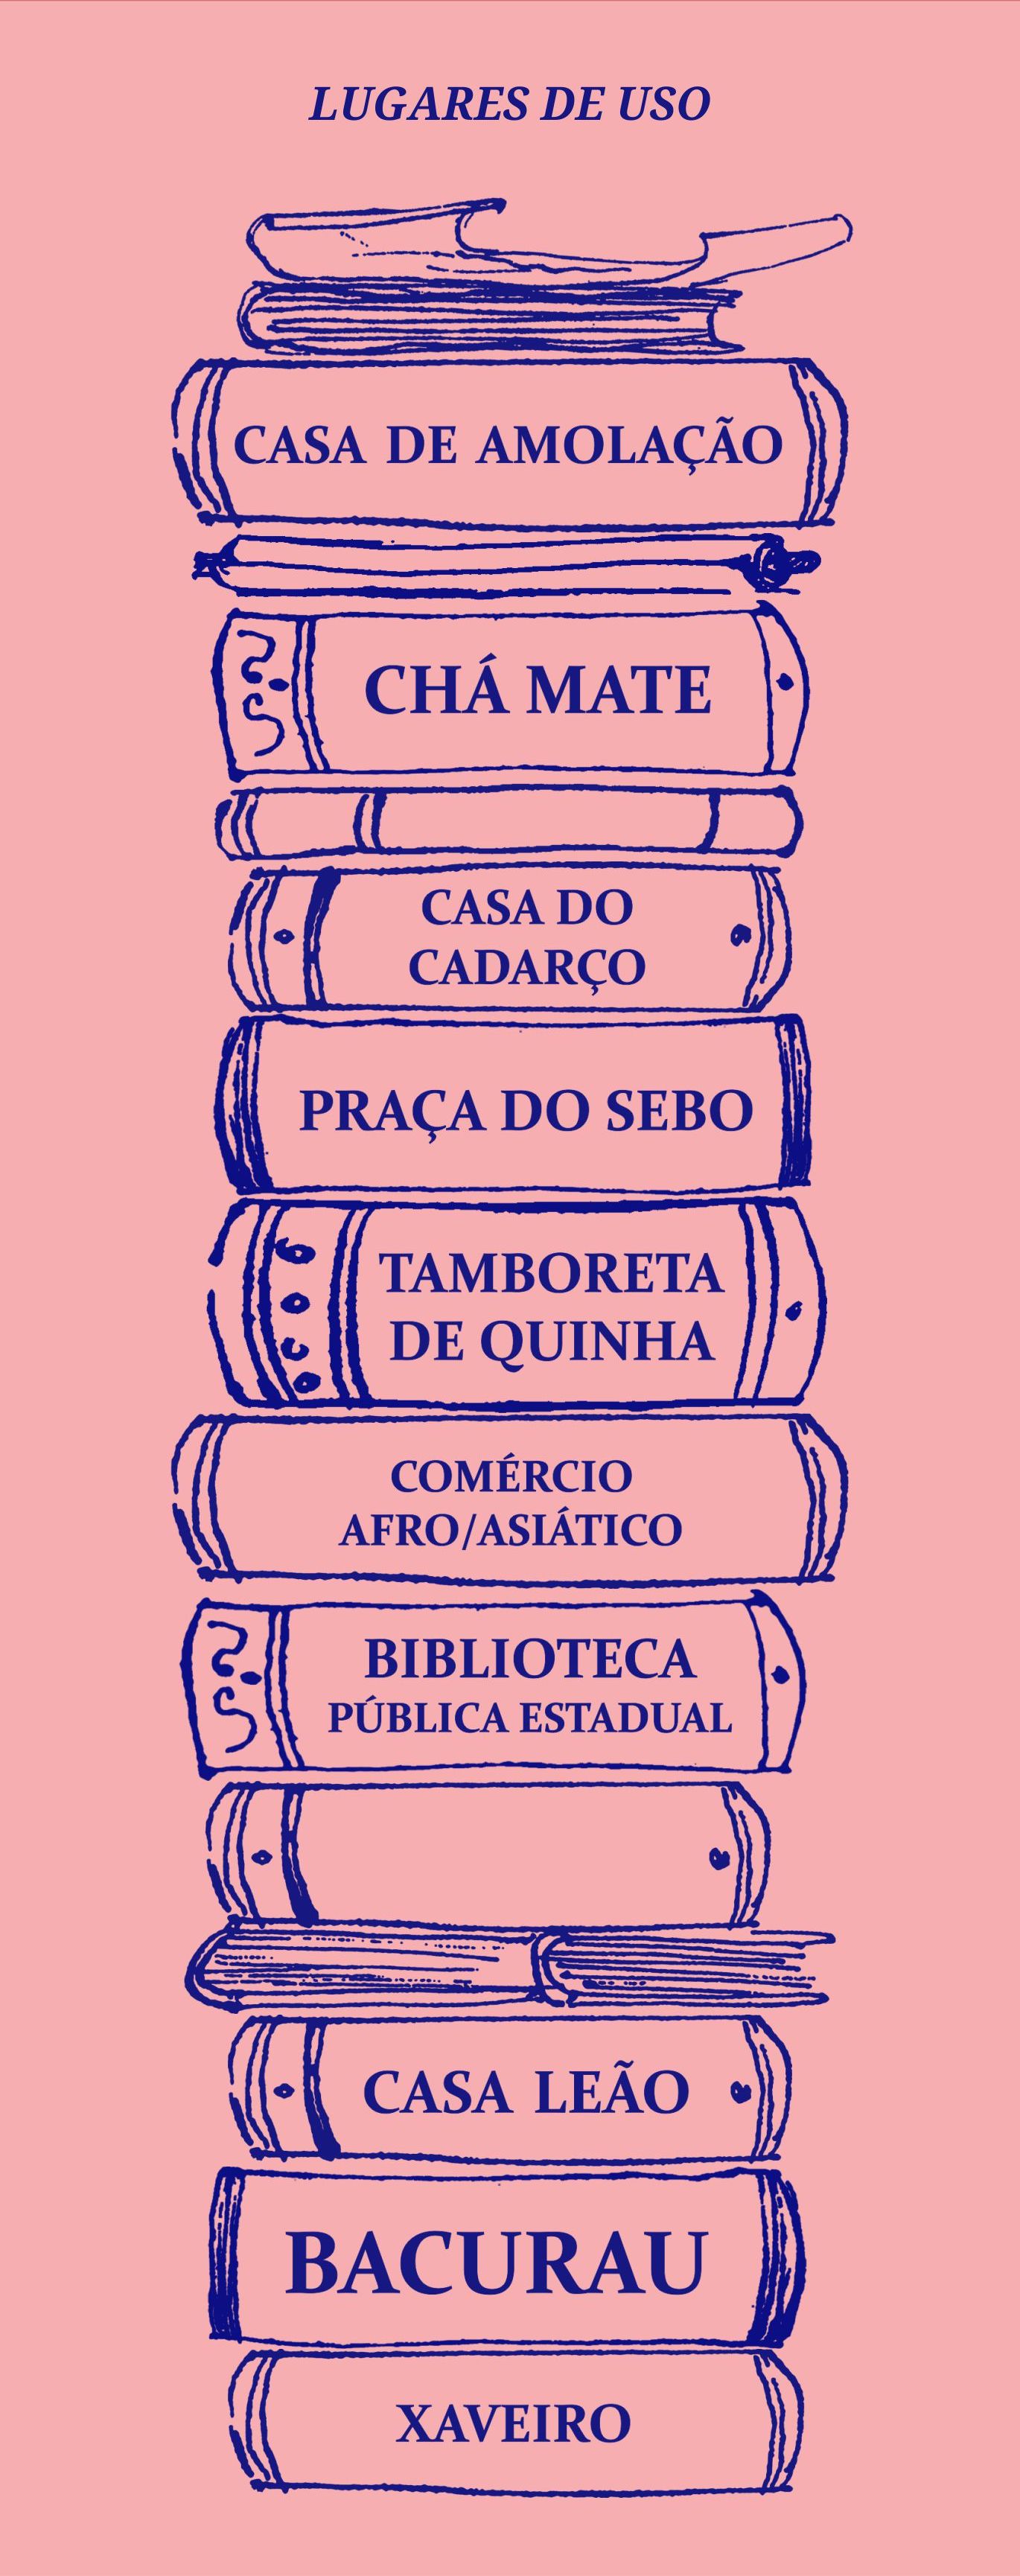 LUGARES DE USO
CASA DE AMOLAÇÃO
CHÁ MATE
CASA DO
CADARÇO
PRAÇA DO SEBO
TAMBORETA
DE QUINHA
COMÉRCIO
AFRO/ASIÁTICO
BIBLIOTECA
PÚBLICA ESTADUAL
CASA LEÃO
BACURAU
XAVEIRO